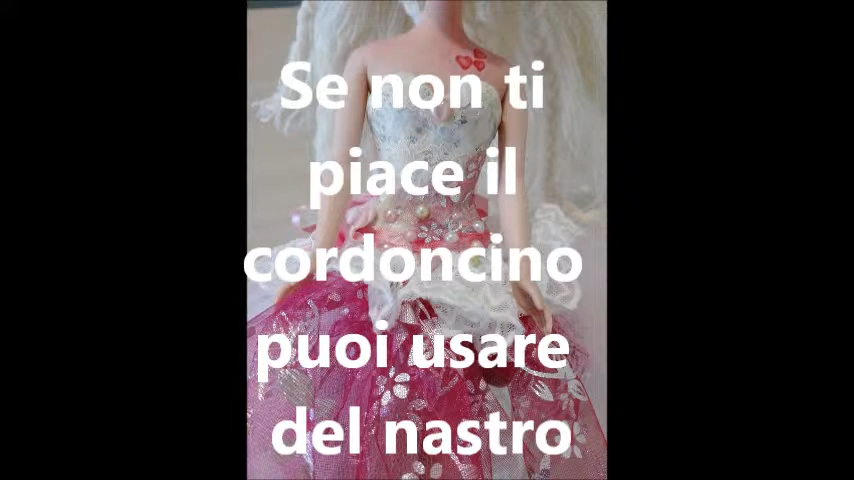 Se non ti
piace il
cordoncino
puoi usare
del nastro